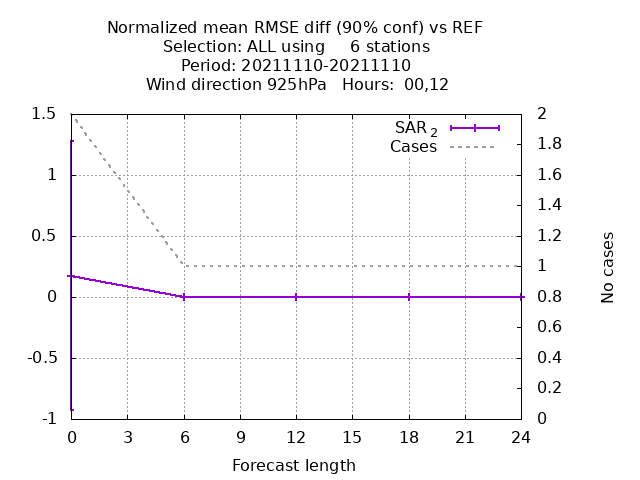 Normalized mean RMSE diff (90% conf) vs REF
Selection: ALL using     6 stations
Period: 20211110-20211110
Wind direction 925hPa   Hours:  00,12
SAR 2
Cases
1.5
1
0.5
0
-0.5
-1
2
1.8
1.6
1.4
1.2
1
0.8
0.6
0.4
0.2
0
No cases
0 3 6 9 12 15 18 21 24
Forecast length